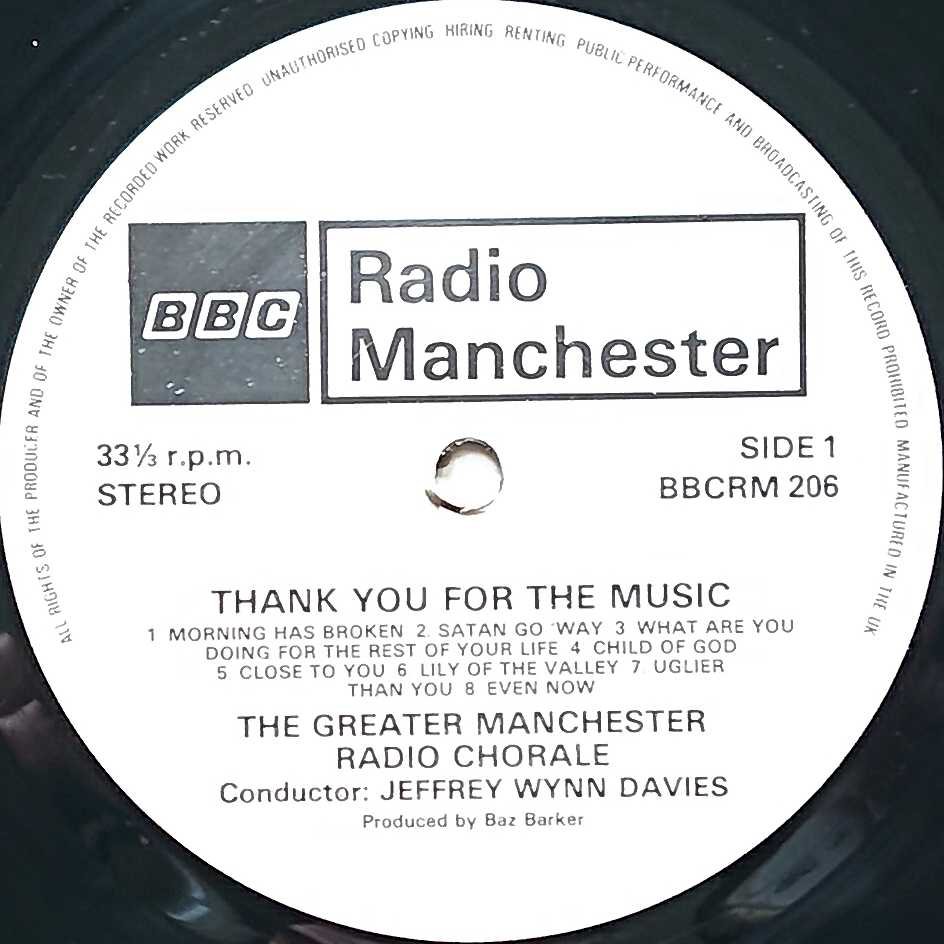 ALL RIGHTS OF THE PRODUCER AND OF THE OWNER OF THE RECORDED WORK RESERVED UNAUTHORISED COPYING HIRING RENTING PUBLIC PERFORMANCE AND BROADCASTING OF THIS RECORD PROHIBITED MANUFACTURED IN THE UK
BBC Radio
Manchester
33⅓ r.p.m.
STEREO
SIDE 1
BBCRM 206
THANK YOU FOR THE MUSIC
1 MORNING HAS BROKEN 2. SATAN GO 'WAY 3 WHAT ARE YOU
DOING FOR THE REST OF YOUR LIFE 4 CHILD OF GOD
5 CLOSE TO YOU 6 LILY OF THE VALLEY 7 UGLIER
THAN YOU 8 EVEN NOW
THE GREATER MANCHESTER
RADIO CHORALE
Conductor: JEFFREY WYNN DAVIES
Produced by Baz Barker